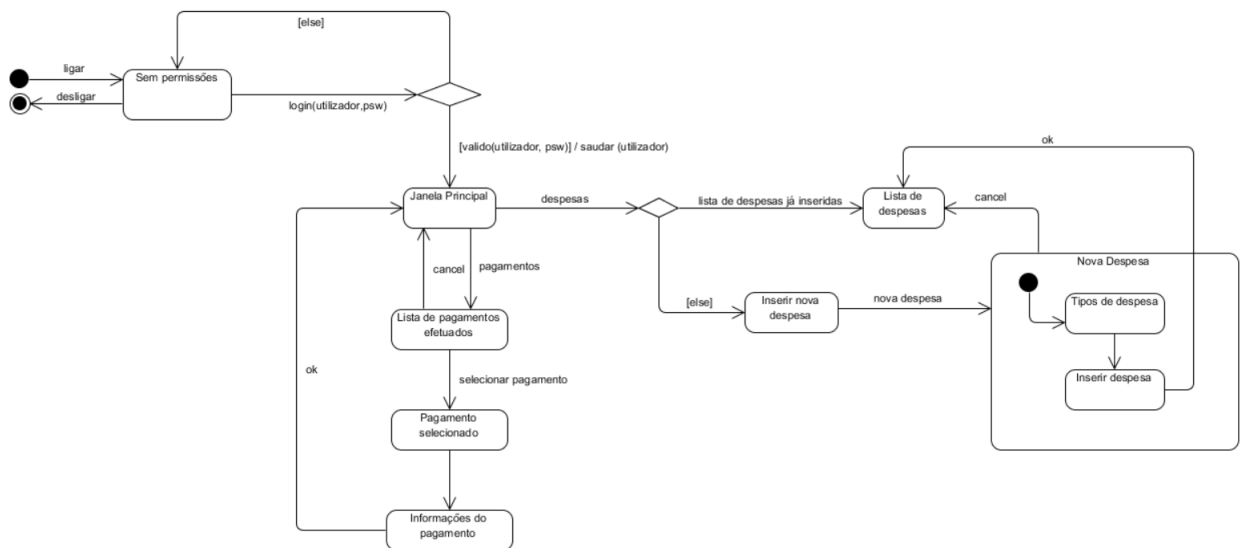 [else]
ligar
Sem permissões
desligar
login(utilizador,psw)
[valido(utilizador, psw)] / saudar (utilizador)
ok
Janela Principal
despesas
lista de despesas já inseridas
Lista de
despesas
cancel
cancel
pagamentos
Nova Despesa
[else]
Inserir nova
despesa
nova despesa
Tipos de despesa
Lista de pagamentos
efetuados
ok
selecionar pagamento
Inserir despesa
Pagamento
selecionado
Informações do
pagamento